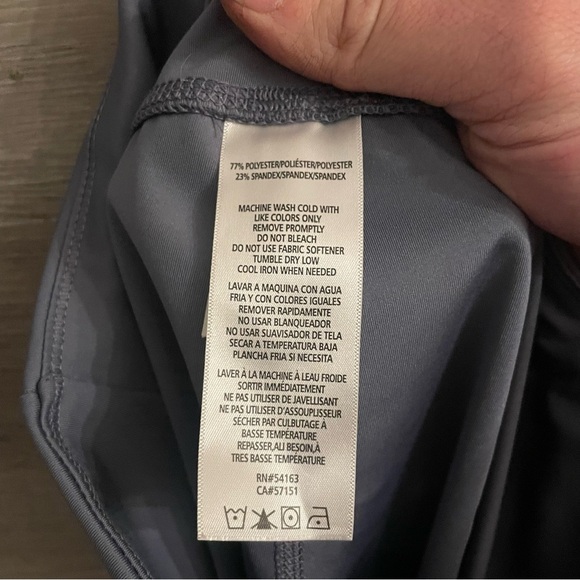 77% POLYESTER/POLIÉSTER/POLYESTER
23% SPANDEX/SPANDEX/SPANDEX
MACHINE WASH COLD WITH
LIKE COLORS ONLY
REMOVE PROMPTLY
DO NOT BLEACH
DO NOT USE FABRIC SOFTENER
TUMBLE DRY LOW
COOL IRON WHEN NEEDED
LAVAR A MAQUINA CON AGUA
FRIA Y CON COLORES IGUALES
REMOVER RAPIDAMENTE
NO USAR BLANQUEADOR
NO USAR SUAVISADOR DE TELA
SECAR A TEMPERATURA BAJA
PLANCHA FRIA SI NECESITA
LAVER À LA MACHINE À LEAU FROIDE
SORTIR IMMÉDIATEMENT
NE PAS UTILISER DE JAVELLISANT
NE PAS UTILISER D'ASSOUPLISSEUR
SÉCHER PAR CULBUTAGE À
BASSE TEMPÉRATURE
REPASSER,ALI BESOIN,À
TRES BASSE TEMPÉRATURE
RN#54163
CA#57151